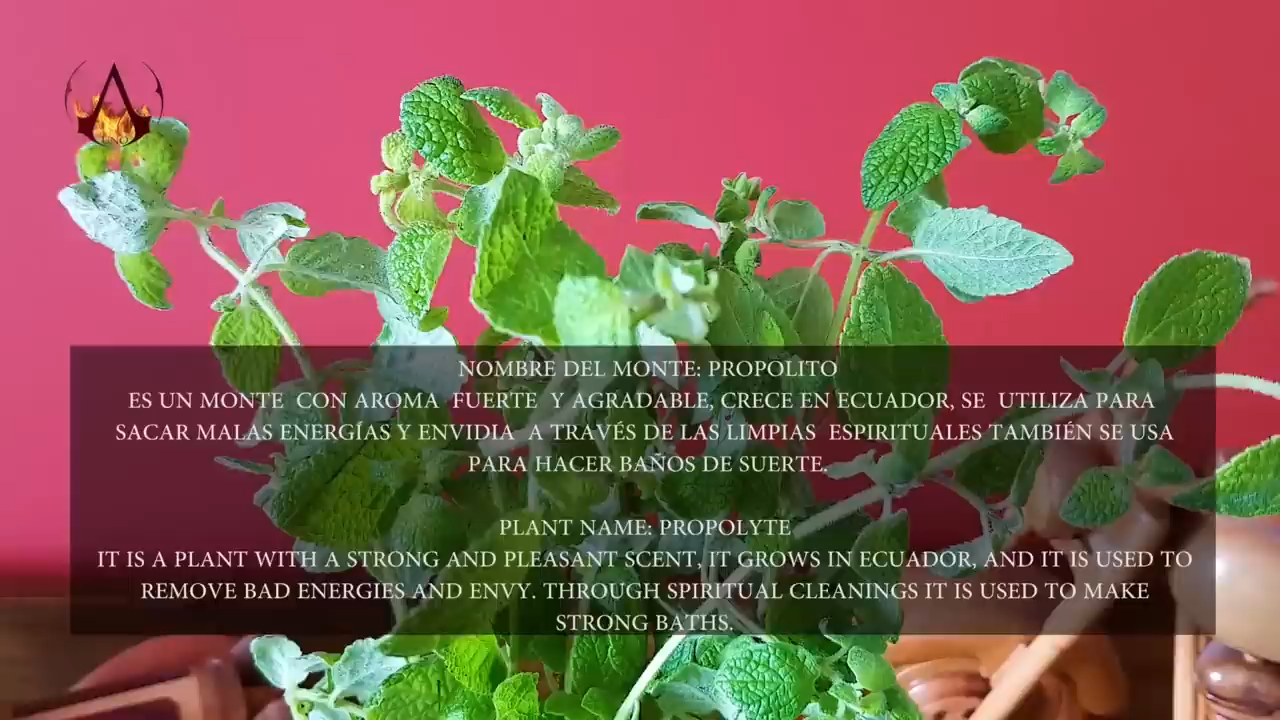 UNO
NOMBRE DEL MONTE: PROPOLITO
ES UN MONTE CON AROMA FUERTE Y AGRADABLE, CRECE EN ECUADOR, SE UTILIZA PARA
SACAR MALAS ENERGÍAS Y ENVIDIA A TRAVÉS DE LAS LIMPIAS ESPIRITUALES TAMBIÉN SE USA
PARA HACER BAÑOS DE SUERTE.
PLANT NAME: PROPOLYTE
IT IS A PLANT WITH A STRONG AND PLEASANT SCENT, IT GROWS IN ECUADOR, AND IT IS USED TO
REMOVE BAD ENERGIES AND ENVY. THROUGH SPIRITUAL CLEANINGS IT IS USED TO MAKE
STRONG BATHS.